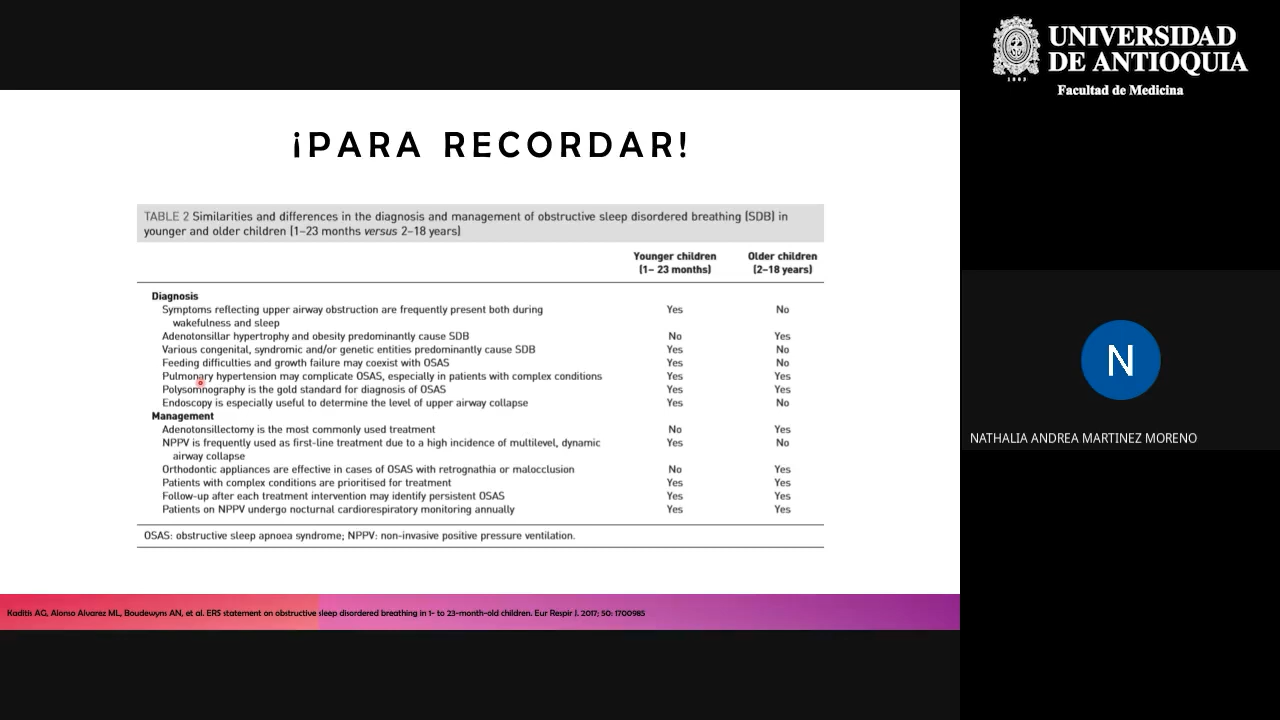 ¡PARA RECORDAR!
TABLE 2 Similarities and differences in the diagnosis and management of obstructive sleep disordered breathing (SDB) in
younger and older children (1–23 months versus 2–18 years)
Younger children Older children
(1– 23 months) (2–18 years)
Diagnosis
Symptoms reflecting upper airway obstruction are frequently present both during Yes No
wakefulness and sleep
Adenotonsillar hypertrophy and obesity predominantly cause SDB No Yes
Various congenital, syndromic and/or genetic entities predominantly cause SDB Yes No
Feeding difficulties and growth failure may coexist with OSAS Yes No
Pulmonary hypertension may complicate OSAS, especially in patients with complex conditions Yes Yes
Polysomnography is the gold standard for diagnosis of OSAS Yes Yes
Endoscopy is especially useful to determine the level of upper airway collapse Yes No
Management
Adenotonsillectomy is the most commonly used treatment No Yes
NPPV is frequently used as first-line treatment due to a high incidence of multilevel, dynamic Yes No
airway collapse
Orthodontic appliances are effective in cases of OSAS with retrognathia or malocclusion No Yes
Patients with complex conditions are prioritised for treatment Yes Yes
Follow-up after each treatment intervention may identify persistent OSAS Yes Yes
Patients on NPPV undergo nocturnal cardiorespiratory monitoring annually Yes Yes
OSAS: obstructive sleep apnoea syndrome; NPPV: non-invasive positive pressure ventilation.
Kaditis AG, Alonso Alvarez ML, Boudewyns AN, et al. ERS statement on obstructive sleep disordered breathing in 1- to 23-month-old children. Eur Respir J. 2017; 50: 1700985
UNIVERSIDAD
DE ANTIOQUIA
1803
Facultad de Medicina
N
NATHALIA ANDREA MARTINEZ MORENO